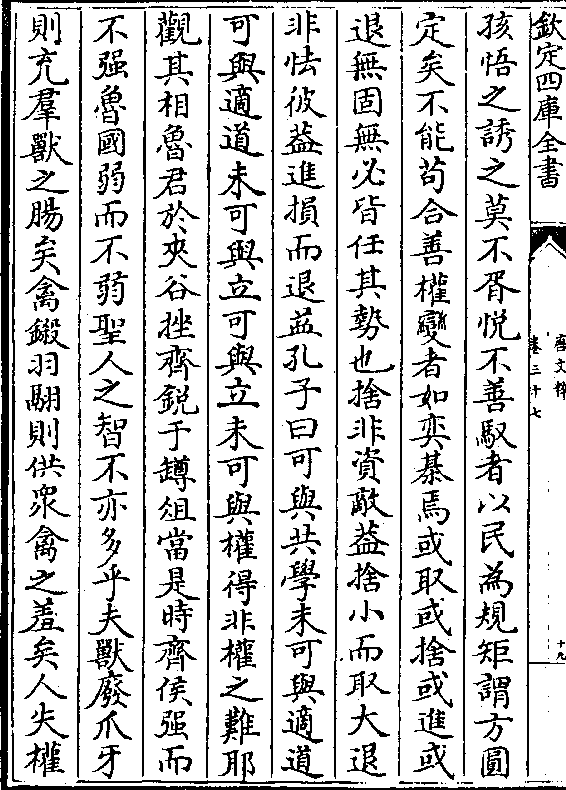 欽定四庫全書
唐文粹
卷三十七
十九
孩悟之誘之莫不胥悦不善馭者以民為規矩謂方圓
定矣不能苟合善權變者如奕棊焉或取或捨或進或
退無固無必皆任其勢也捨非資敵葢捨小而取大退
非怯彼葢進損而退益孔子曰可與共學未可與適道
可與適道未可與立可與立未可與權得非權之難耶
觀其相魯君於夾谷挫齊鋭于罇俎當是時齊侯强而
不强魯國弱而不弱聖人之智不亦多乎夫獸廢爪牙
則充羣獸之腸矣禽鎩羽翮則供衆禽之羞矣人失權